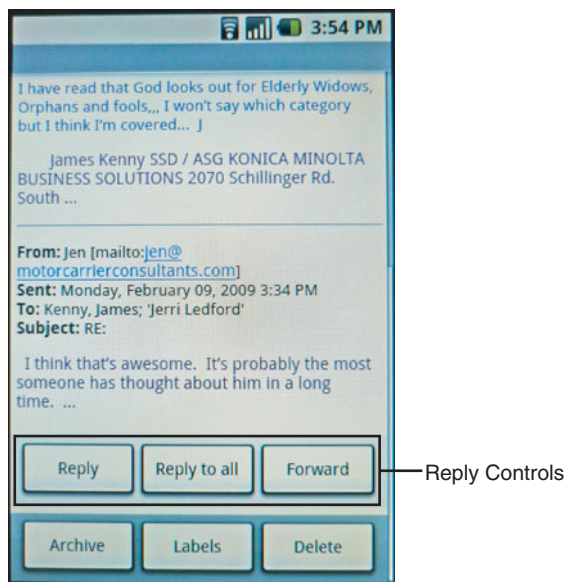 3:54 PM
I have read that God looks out for Elderly Widows,
Orphans and fools,,, I won't say which category
but I think I'm covered... J
James Kenny SSD / ASG KONICA MINOLTA
BUSINESS SOLUTIONS 2070 Schillinger Rd.
South ...
From: Jen [mailto:jen@
motorcarrierconsultants.com]
Sent: Monday, February 09, 2009 3:34 PM
To: Kenny, James; 'Jerri Ledford'
Subject: RE:
I think that's awesome. It's probably the most
someone has thought about him in a long
time. ...
Reply Reply to all Forward
Reply Controls
Archive Labels Delete